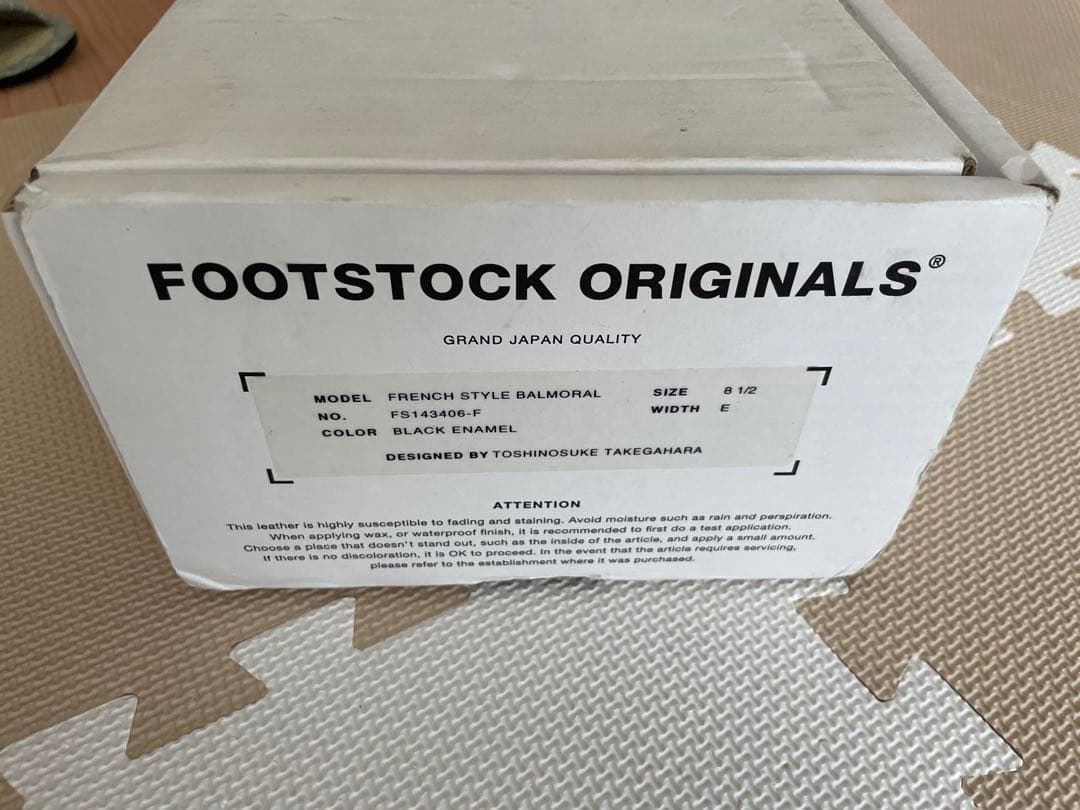 FOOTSTOCK ORIGINALS®
GRAND JAPAN QUALITY
MODEL FRENCH STYLE BALMORAL SIZE 8 1/2
NO. FS143406-F WIDTH E
COLOR BLACK ENAMEL
DESIGNED BY TOSHINOSUKE TAKEGAHARA
ATTENTION
This leather is highly susceptible to fading and staining. Avoid moisture such as rain and perspiration.
When applying wax, or waterproof finish, it is recommended to first do a test application.
Choose a place that doesn't stand out, such as the inside of the article, and apply a small amount.
If there is no discoloration, it is OK to proceed. In the event that the article requires servicing,
please refer to the establishment where it was purchased.